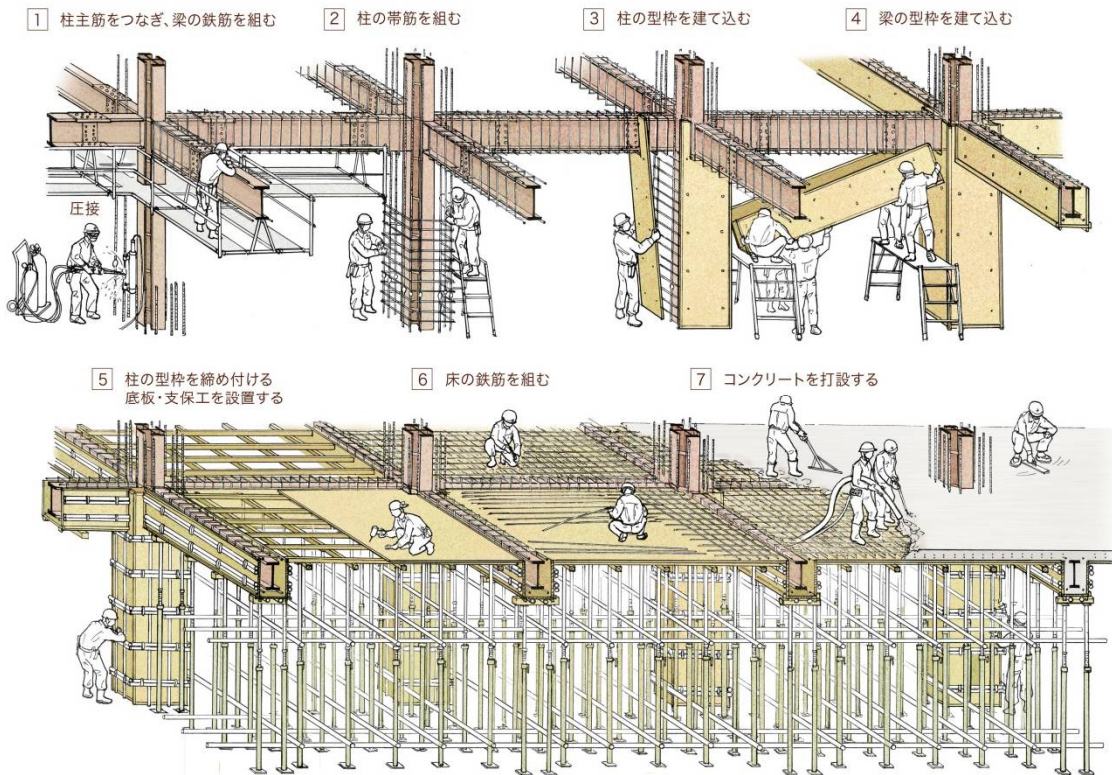 1 柱主筋をつなぎ、梁の鉄筋を組む
2 柱の帯筋を組む
3 柱の型枠を建て込む
4 梁の型枠を建て込む
圧接
5 柱の型枠を締め付ける
底板・支保工を設置する
6 床の鉄筋を組む
7 コンクリートを打設する